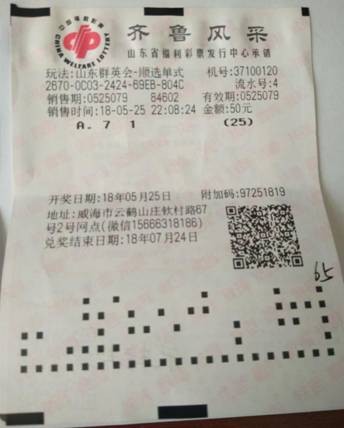 中国福利彩票
CHINA WELFARE LOTTERY
齐鲁风采
山东省福利彩票发行中心承销
玩法:山东群英会-顺选单式 机号:37100120
2670-0C03-2424-69EB-804C 流水号:4
销售期:0525079 84602 有效期:0525079
销售时间:18-05-25 22:08:24 金额:50元
A. 7 1 (25)
开奖日期:18年05月25日 附加码:97251819
地址:威海市云鹤山庄钦村路67
号2号网点(微信15666318186)
兑奖结束日期:18年07月24日
65